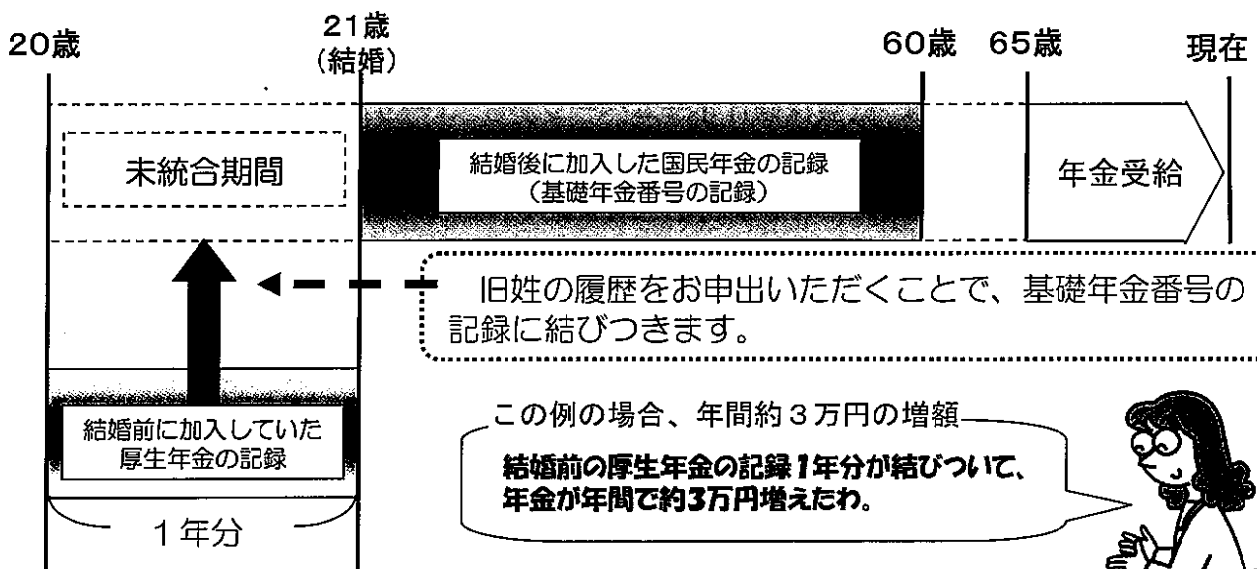 20歳
21歳
(結婚)
60歳
65歳
現在
未統合期間
結婚後に加入した国民年金の記録
(基礎年金番号の記録)
年金受給
旧姓の履歴をお申出いただくことで、基礎年金番号の
記録に結びつきます。
結婚前に加入していた
厚生年金の記録
1年分
この例の場合、年間約3万円の増額
結婚前の厚生年金の記録1年分が結びついて、
年金が年間で約3万円増えたわ。